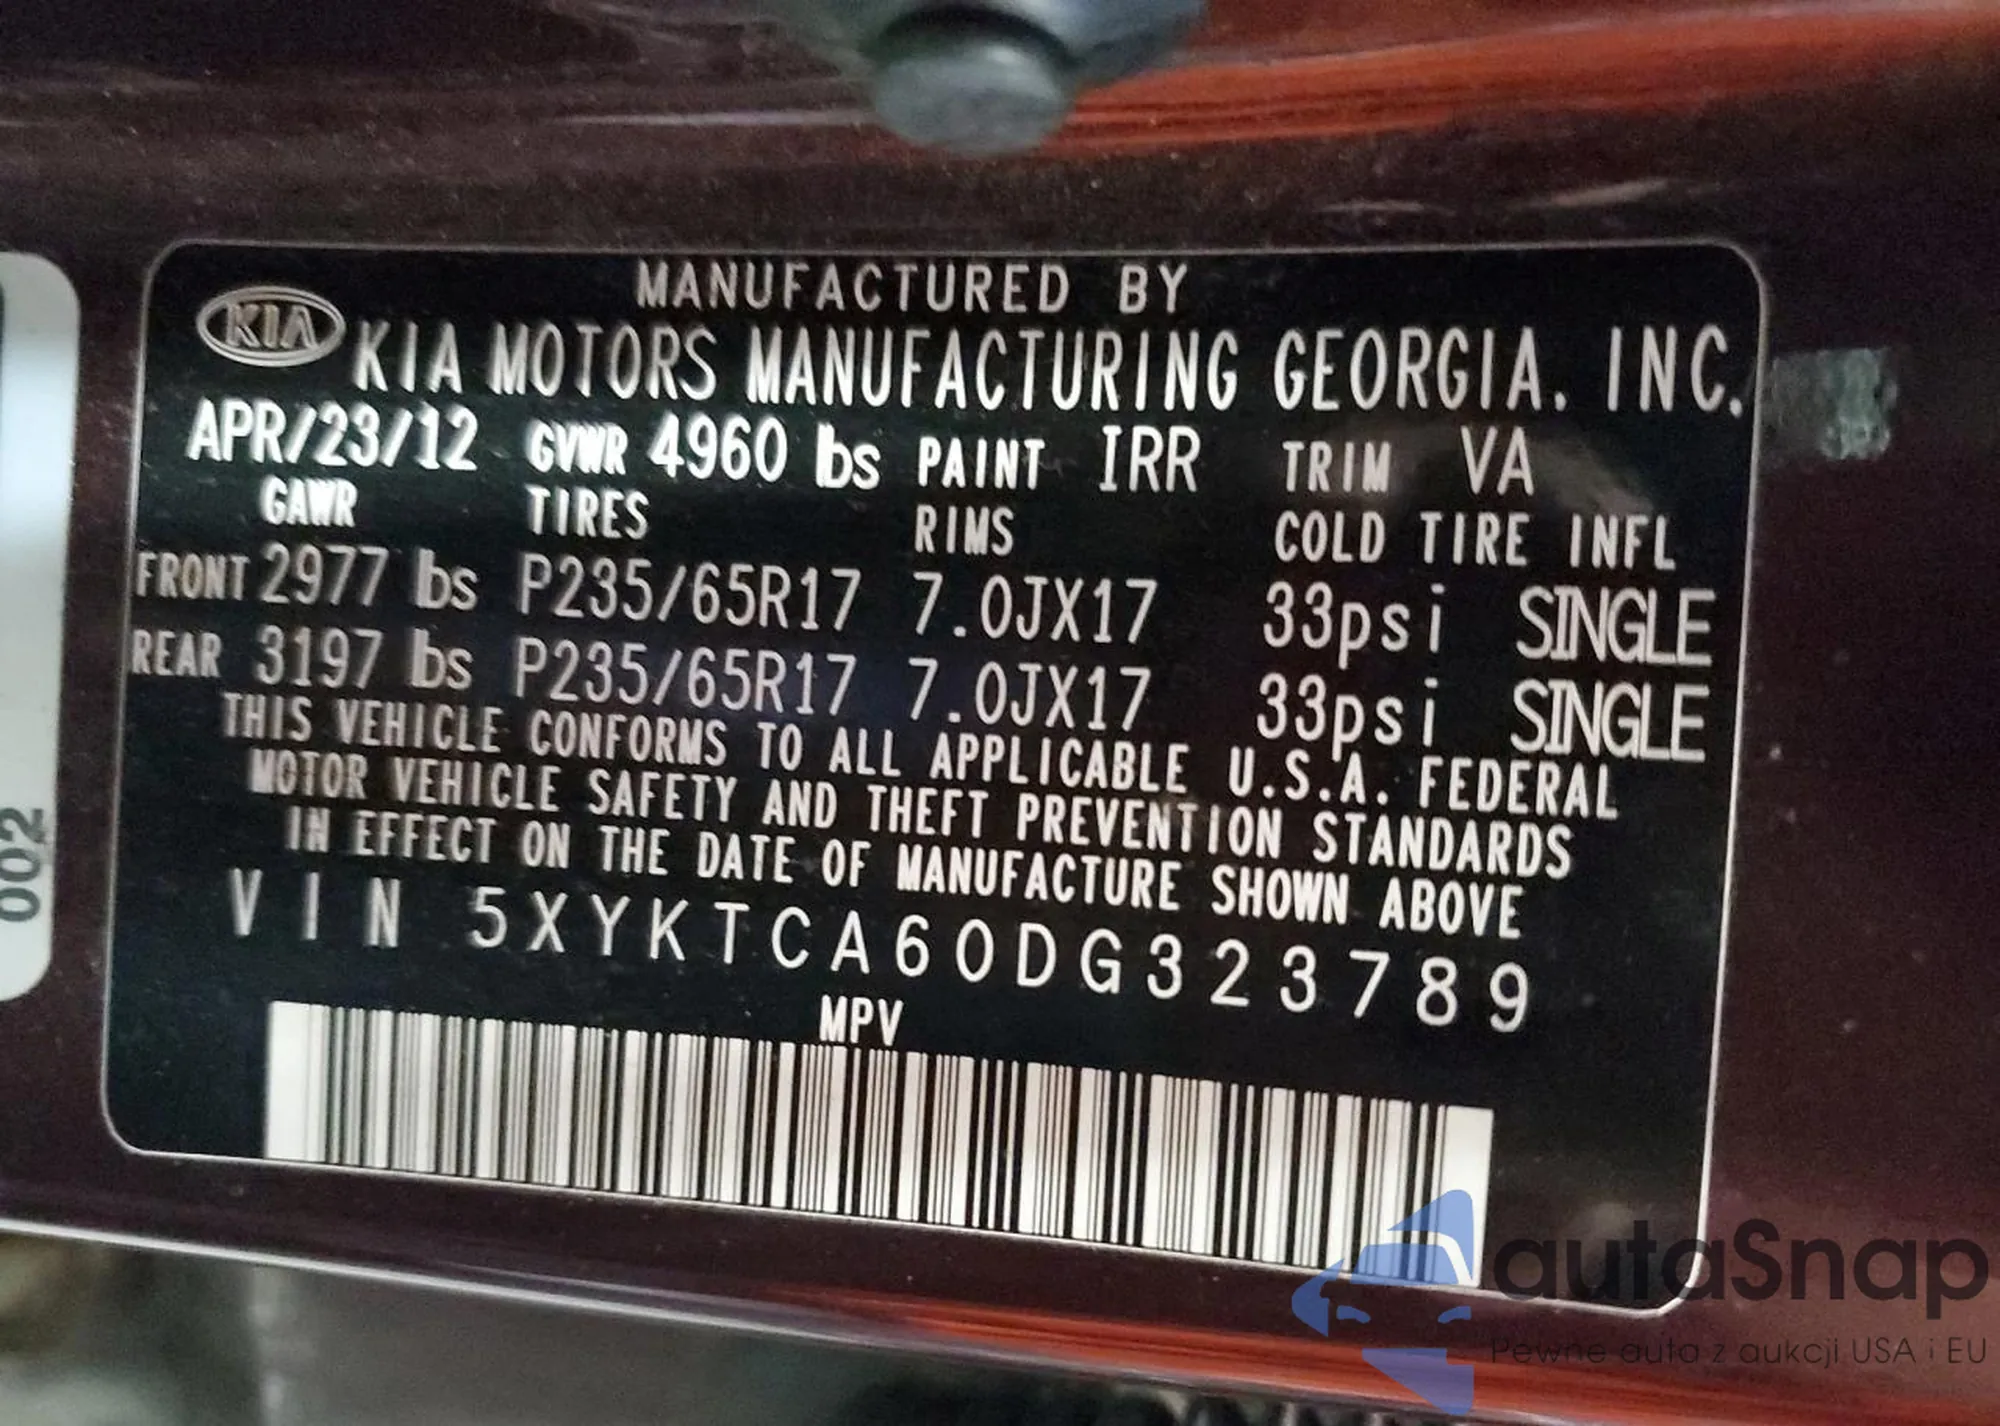 MANUFACTURED BY
KIA KIA MOTORS MANUFACTURING GEORGIA. INC.
APR/23/12 GVWR 4960 lbs PAINT IRR TRIM VA
GAWR TIRES RIMS COLD TIRE INFL
FRONT 2977 lbs P235/65R17 7.0JX17 33psi SINGLE
REAR 3197 lbs P235/65R17 7.0JX17 33psi SINGLE
THIS VEHICLE CONFORMS TO ALL APPLICABLE U.S.A. FEDERAL
MOTOR VEHICLE SAFETY AND THEFT PREVENTION STANDARDS
IN EFFECT ON THE DATE OF MANUFACTURE SHOWN ABOVE
VIN 5XYKTCA60DG323789
MPV
002
autaSnap
Pewne auta z aukcji USA i EU